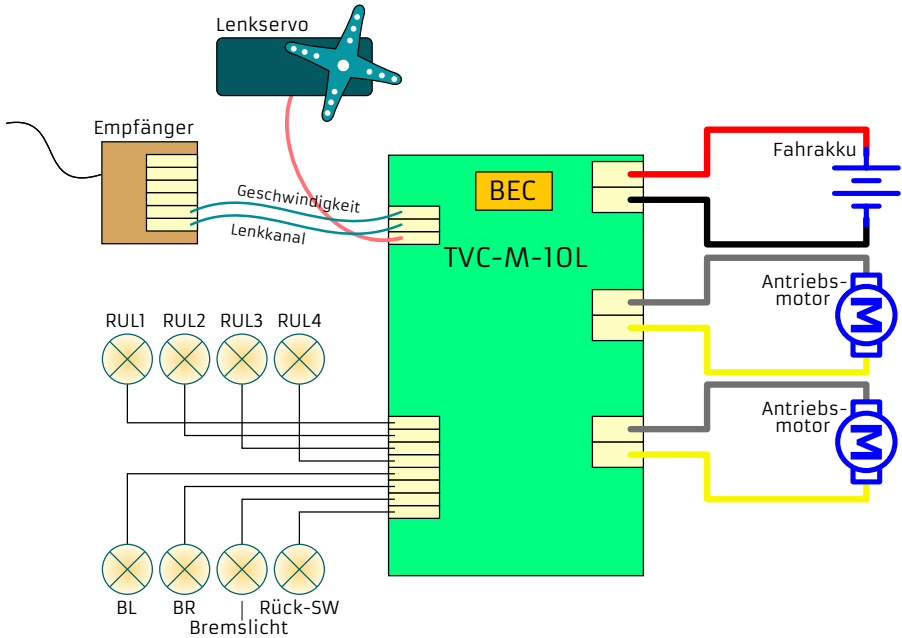 Lenkservo
Empfänger
Fahrakku
BEC
Geschwindigkeit
Lenkkanal
TVC-M-10L
Antriebs-
motor
M
RUL1 RUL2 RUL3 RUL4
Antriebs-
motor
M
BL BR Rück-SW
Bremslicht